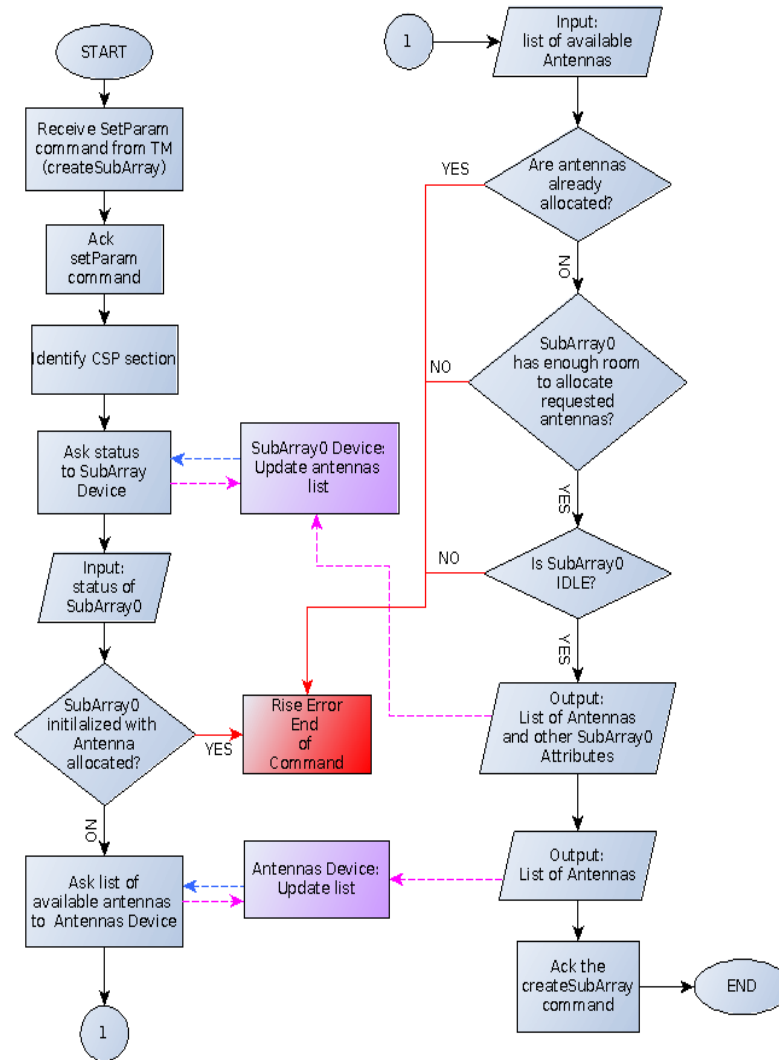 START
Receive SetParam
command from TM
(createSubArray)
Ack
setParam
command
Identify CSP section
Ask status
to SubArray
Device
SubArray0 Device:
Update antennas
list
Input:
status of
SubArray0
SubArray0
initilalized with
Antenna
allocated?
YES
Rise Error
End
of
Command
NO
Ask list of
available antennas
to Antennas Device
Antennas Device:
Update list
1
1
Input:
list of available
Antennas
Are antennas
already
allocated?
YES
NO
SubArray0
has enough room
to allocate
requested
antennas?
NO
YES
Is SubArray0
IDLE?
NO
YES
Output:
List of Antennas
and other SubArray0
Attributes
Output:
List of Antennas
Ack the
createSubArray
command
END